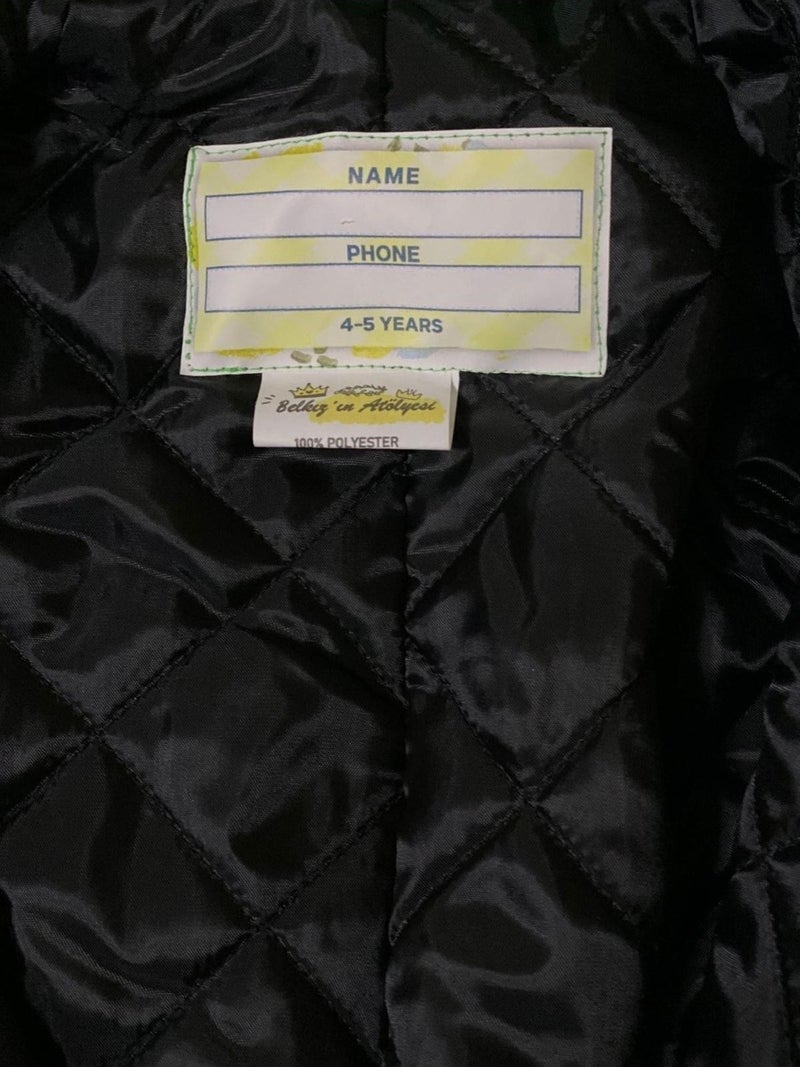 NAME
PHONE
4-5 YEARS
Belkız'ın Atölyesi
100% POLYESTER